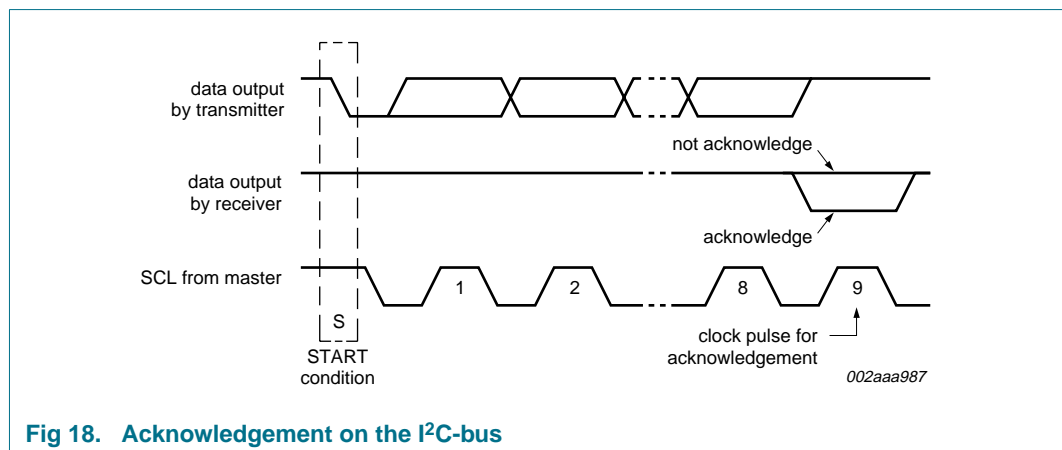 data output
by transmitter
not acknowledge
data output
by receiver
acknowledge
SCL from master
1
2
8
9
S
START
condition
clock pulse for
acknowledgement
002aaa987
Fig 18. Acknowledgement on the I²C-bus